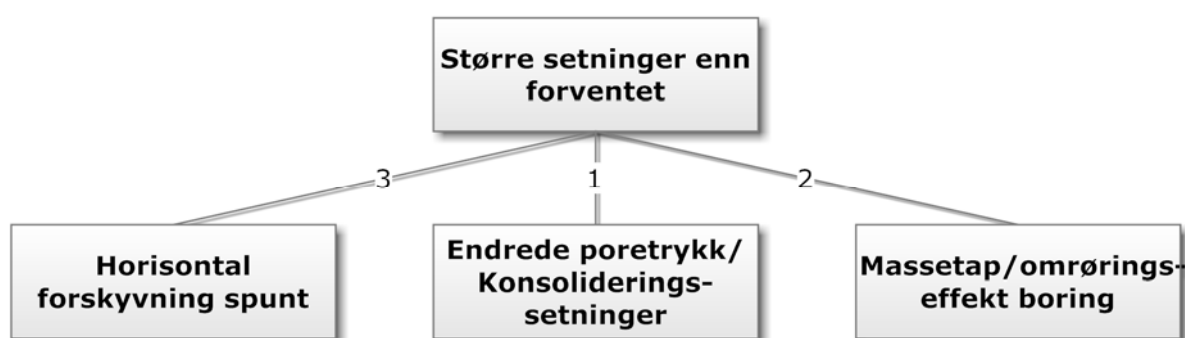 Større setninger enn
forventet
3
1
2
Horisontal
forskyvning spunt
Endrede poretrykk/
Konsoliderings-
setninger
Massetap/omrørings-
effekt boring